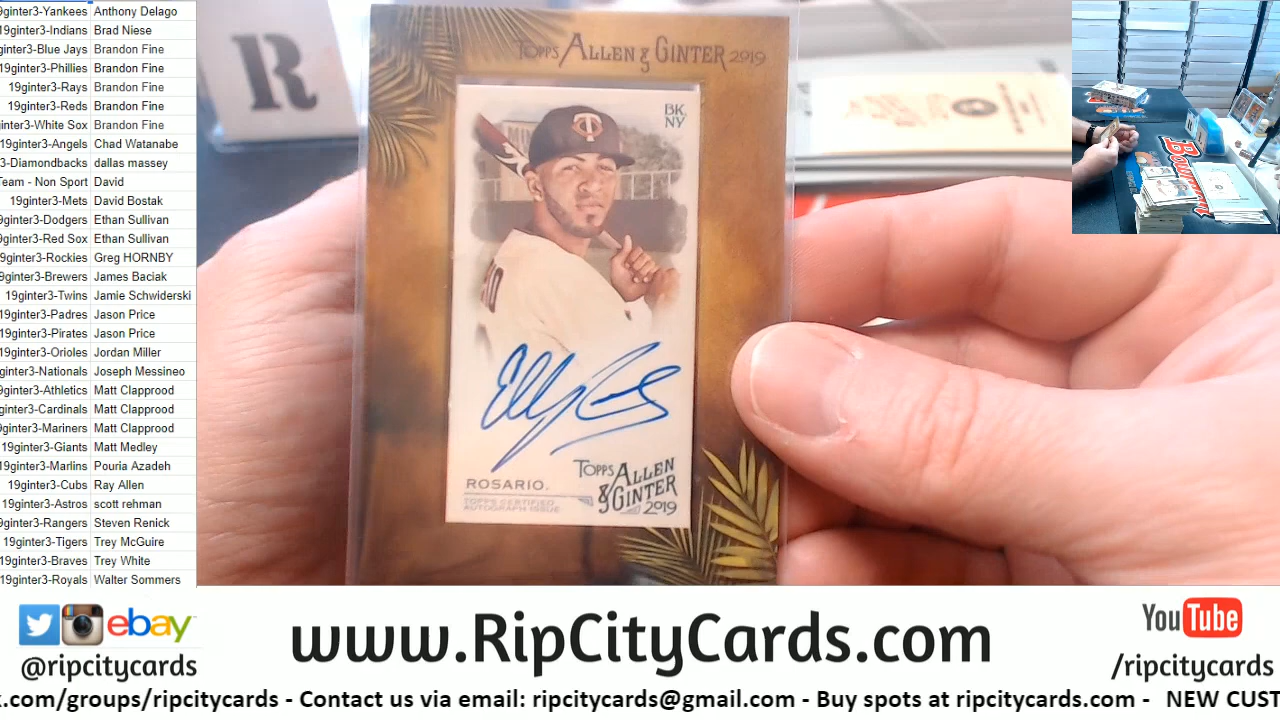 9ginter3-Yankees Anthony Delago
19ginter3-Indians Brad Niese
ginter3-Blue Jays Brandon Fine
19ginter3-Phillies Brandon Fine
19ginter3-Rays Brandon Fine
19ginter3-Reds Brandon Fine
inter3-White Sox Brandon Fine
19ginter3-Angels Chad Watanabe
3-Diamondbacks dallas massey
Team - Non Sport David
19ginter3-Mets David Bostak
9ginter3-Dodgers Ethan Sullivan
9ginter3-Red Sox Ethan Sullivan
9ginter3-Rockies Greg HORNBY
9ginter3-Brewers James Baciak
19ginter3-Twins Jamie Schwiderski
19ginter3-Padres Jason Price
19ginter3-Pirates Jason Price
19ginter3-Orioles Jordan Miller
inter3-Nationals Joseph Messineo
ginter3-Athletics Matt Clapprood
ginter3-Cardinals Matt Clapprood
ginter3-Mariners Matt Clapprood
19ginter3-Giants Matt Medley
19ginter3-Marlins Pouria Azadeh
19ginter3-Cubs Ray Allen
19ginter3-Astros scott rehman
9ginter3-Rangers Steven Renick
19ginter3-Tigers Trey McGuire
19ginter3-Braves Trey White
19ginter3-Royals Walter Sommers
R
TOPPS ALLEN & GINTER 2019
BK
NY
TC
ROSARIO.
TOPPS CERTIFIED
AUTOGRAPH ISSUE
TOPPS ALLEN
& GINTER
2019
Bowman
ebay
@ripcitycards
www.RipCityCards.com
YouTube
/ripcitycards
k.com/groups/ripcitycards - Contact us via email: ripcitycards@gmail.com - Buy spots at ripcitycards.com - NEW CUST